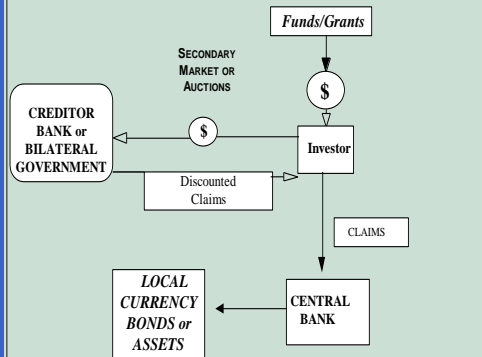 Funds/Grants
SECONDARY
MARKET OR
AUCTIONS
$
CREDITOR
BANK or
BILATERAL
GOVERNMENT
$
Investor
Discounted
Claims
CLAIMS
LOCAL
CURRENCY
BONDS or
ASSETS
CENTRAL
BANK